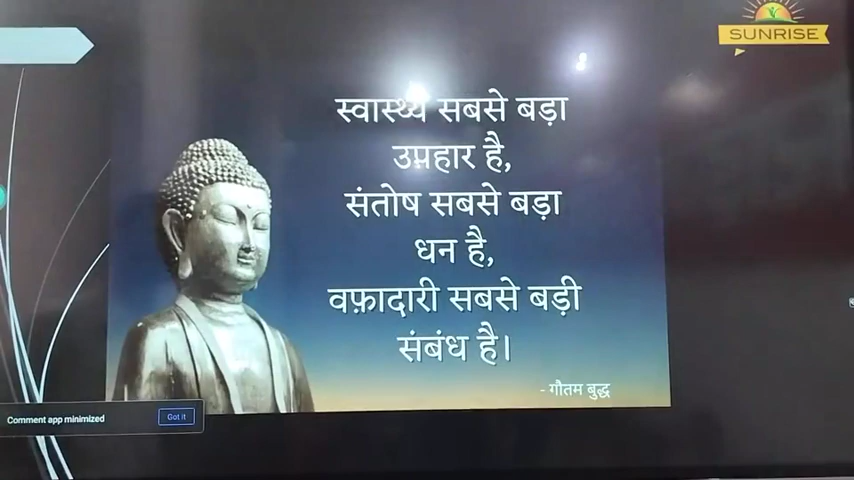 SUNRISE
स्वास्थ्य सबसे बड़ा
उपहार है,
संतोष सबसे बड़ा
धन है,
वफ़ादारी सबसे बड़ी
संबंध है।
- गौतम बुद्ध
Comment app minimized
Got it